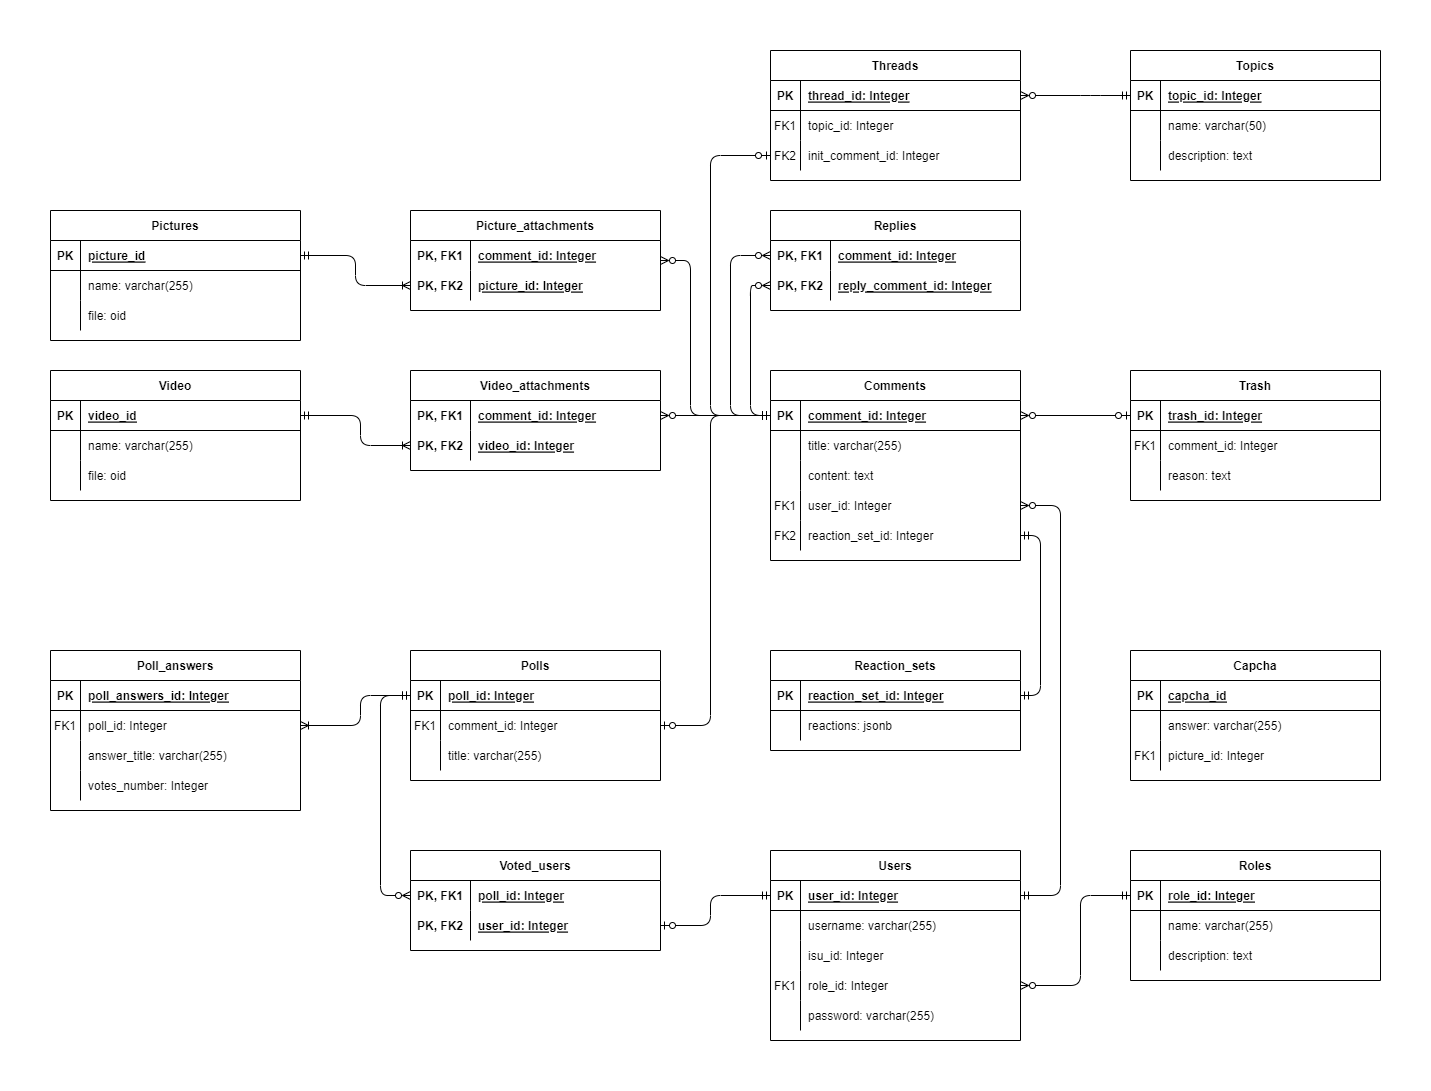 Threads
PK thread_id: Integer
FK1 topic_id: Integer
FK2 init_comment_id: Integer
Topics
PK topic_id: Integer
name: varchar(50)
description: text
Pictures
PK picture_id
name: varchar(255)
file: oid
Picture_attachments
PK, FK1 comment_id: Integer
PK, FK2 picture_id: Integer
Replies
PK, FK1 comment_id: Integer
PK, FK2 reply_comment_id: Integer
Video
PK video_id
name: varchar(255)
file: oid
Video_attachments
PK, FK1 comment_id: Integer
PK, FK2 video_id: Integer
Comments
PK comment_id: Integer
title: varchar(255)
content: text
FK1 user_id: Integer
FK2 reaction_set_id: Integer
Trash
PK trash_id: Integer
FK1 comment_id: Integer
reason: text
Poll_answers
PK poll_answers_id: Integer
FK1 poll_id: Integer
answer_title: varchar(255)
votes_number: Integer
Polls
PK poll_id: Integer
FK1 comment_id: Integer
title: varchar(255)
Reaction_sets
PK reaction_set_id: Integer
reactions: jsonb
Capcha
PK capcha_id
answer: varchar(255)
FK1 picture_id: Integer
Voted_users
PK, FK1 poll_id: Integer
PK, FK2 user_id: Integer
Users
PK user_id: Integer
username: varchar(255)
isu_id: Integer
FK1 role_id: Integer
password: varchar(255)
Roles
PK role_id: Integer
name: varchar(255)
description: text